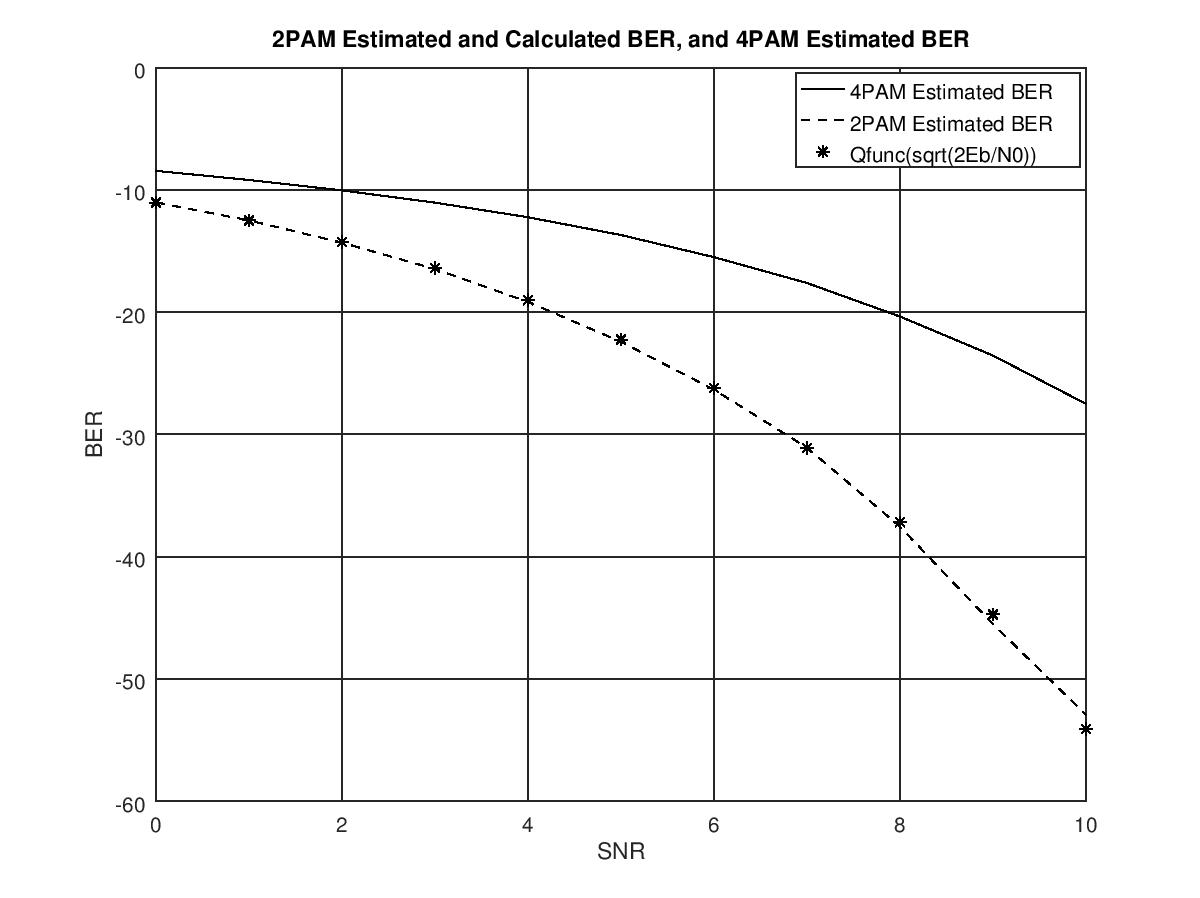 2PAM Estimated and Calculated BER, and 4PAM Estimated BER
0
4PAM Estimated BER
2PAM Estimated BER
Qfunc(sqrt(2Eb/N0))
-10
-20
-30
BER
-40
-50
-60
0 2 4 6 8 10
SNR